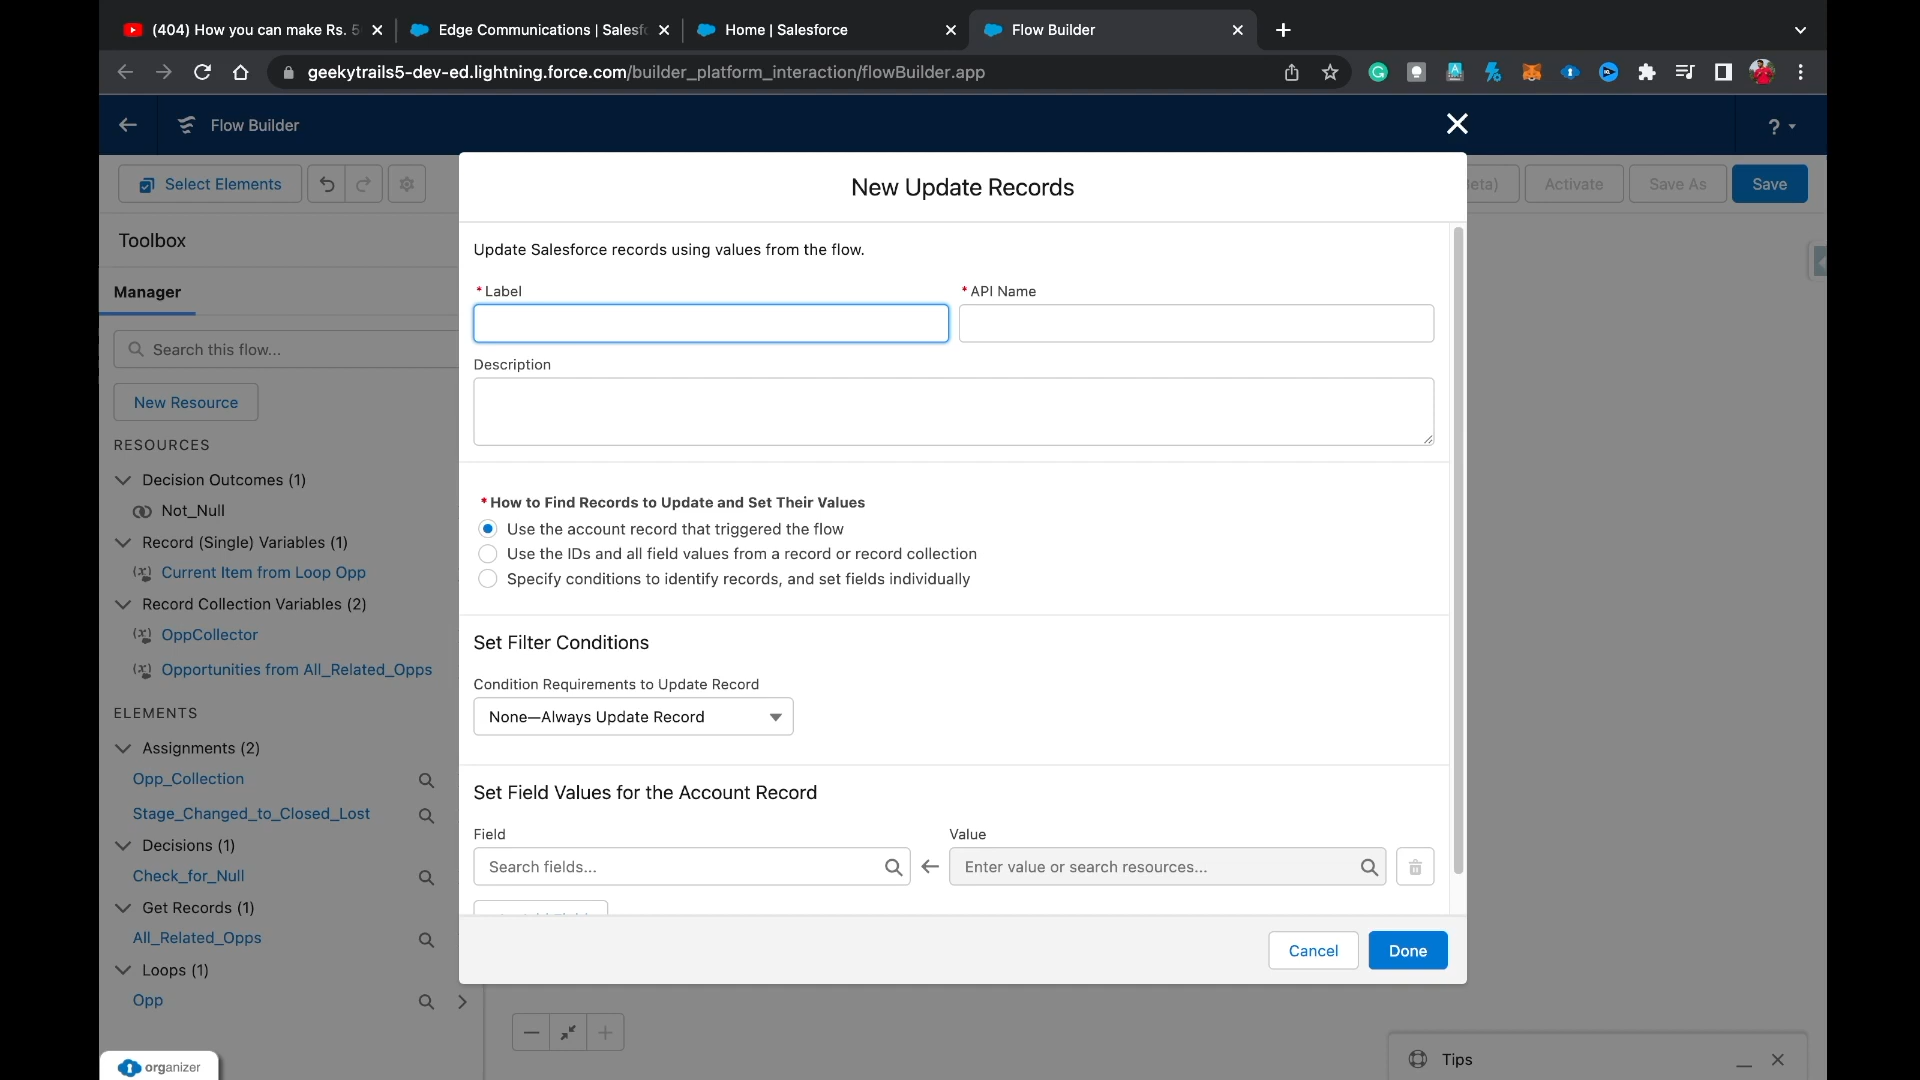 (404) How you can make Rs. 5
Edge Communications | Salesf
Home | Salesforce
Flow Builder
geekytrails5-dev-ed.lightning.force.com/builder_platform_interaction/flowBuilder.app
Flow Builder
?
Select Elements
eta)
Activate
Save As
Save
New Update Records
Toolbox
Manager
Search this flow...
New Resource
RESOURCES
Decision Outcomes (1)
Not_Null
Record (Single) Variables (1)
Current Item from Loop Opp
Record Collection Variables (2)
OppCollector
Opportunities from All_Related_Opps
ELEMENTS
Assignments (2)
Opp_Collection
Stage_Changed_to_Closed_Lost
Decisions (1)
Check_for_Null
Get Records (1)
All_Related_Opps
Loops (1)
Opp
organizer
Update Salesforce records using values from the flow.
* Label
* API Name
Description
* How to Find Records to Update and Set Their Values
Use the account record that triggered the flow
Use the IDs and all field values from a record or record collection
Specify conditions to identify records, and set fields individually
Set Filter Conditions
Condition Requirements to Update Record
None—Always Update Record
Set Field Values for the Account Record
Field
Value
Search fields...
Enter value or search resources...
Cancel
Done
Tips